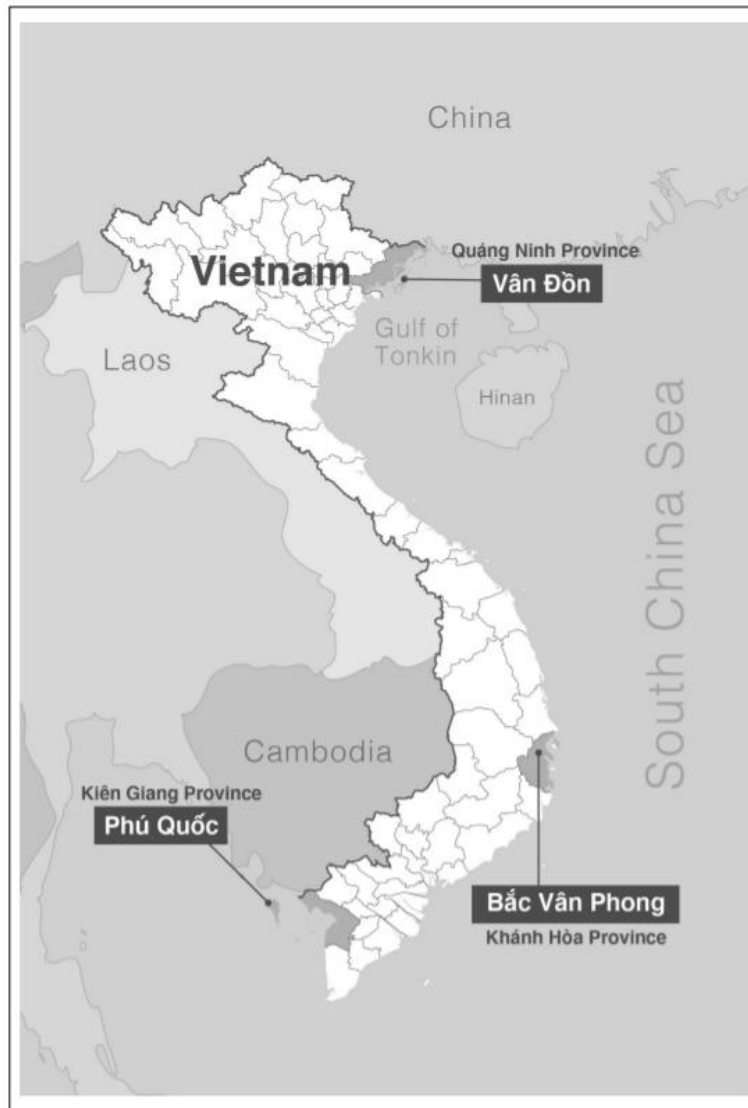 China
Quáng Ninh Province
Vân Đồn
Vietnam
Gulf of
Tonkin
Laos
Hinan
South China Sea
Cambodia
Kiên Giang Province
Phú Quốc
Bắc Vân Phong
Khánh Hòa Province